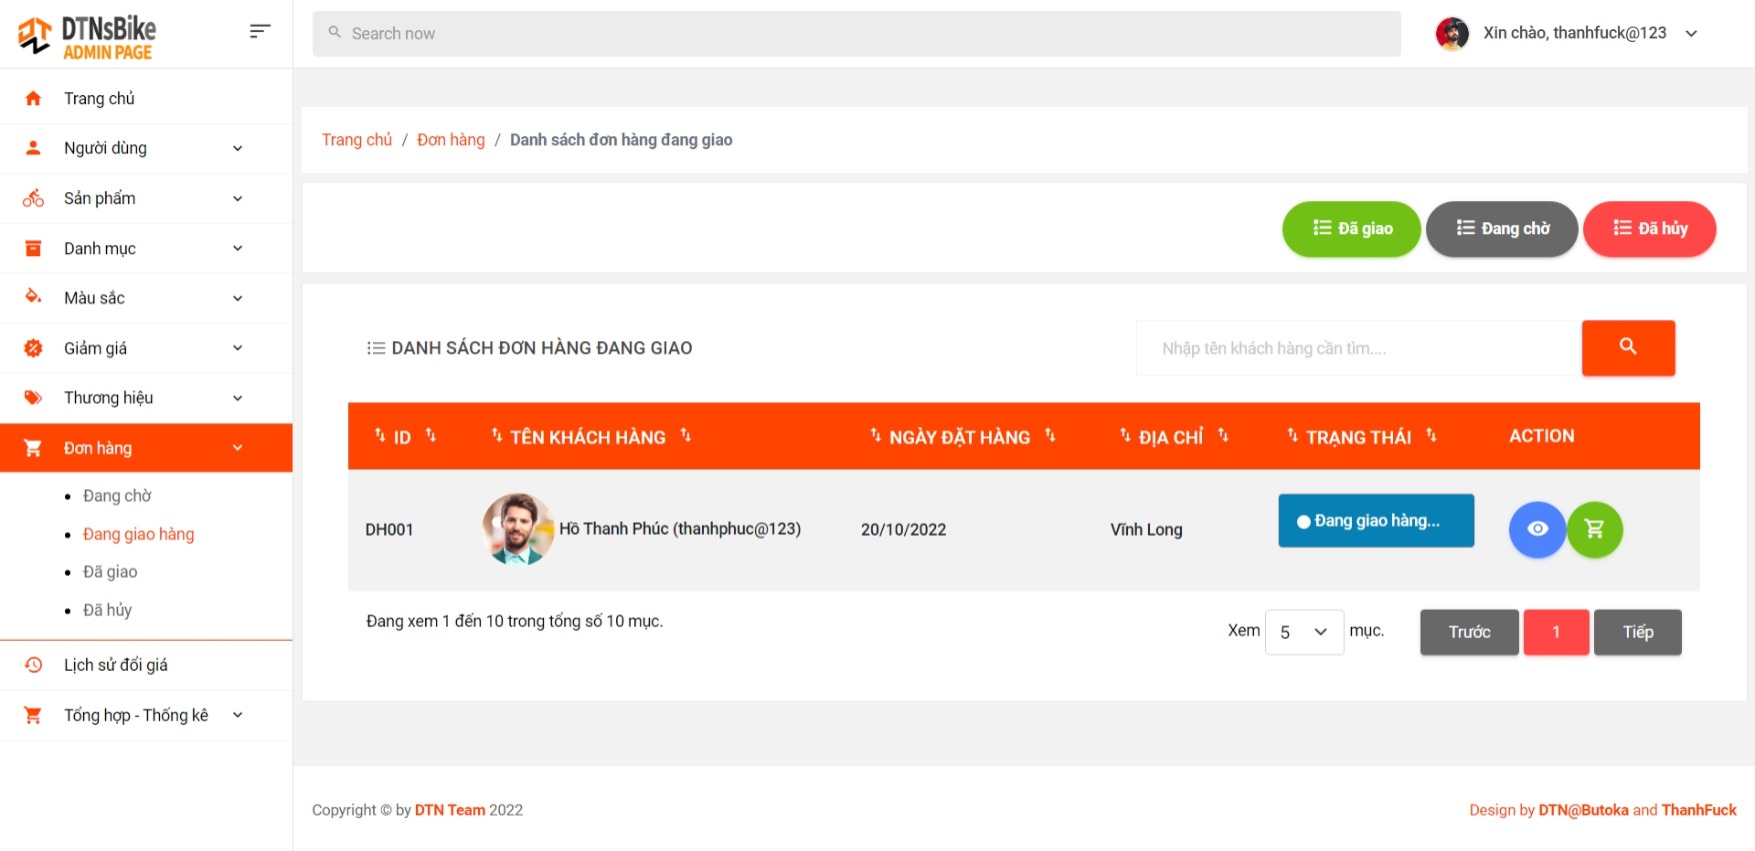 DTNsBike
ADMIN PAGE
Search now
Xin chào, thanhfuck@123
Trang chủ
Người dùng
Sản phẩm
Danh mục
Màu sắc
Giảm giá
Thương hiệu
Đơn hàng
Đang chờ
Đang giao hàng
Đã giao
Đã hủy
Lịch sử đổi giá
Tổng hợp - Thống kê
Trang chủ / Đơn hàng / Danh sách đơn hàng đang giao
Đã giao Đang chờ Đã hủy
DANH SÁCH ĐƠN HÀNG ĐANG GIAO
Nhập tên khách hàng cần tìm....
ID TÊN KHÁCH HÀNG NGÀY ĐẶT HÀNG ĐỊA CHỈ TRẠNG THÁI ACTION
DH001 Hồ Thanh Phúc (thanhphuc@123) 20/10/2022 Vĩnh Long Đang giao hàng...
Đang xem 1 đến 10 trong tổng số 10 mục.
Xem 5 mục. Trước 1 Tiếp
Copyright © by DTN Team 2022
Design by DTN@Butoka and ThanhFuck